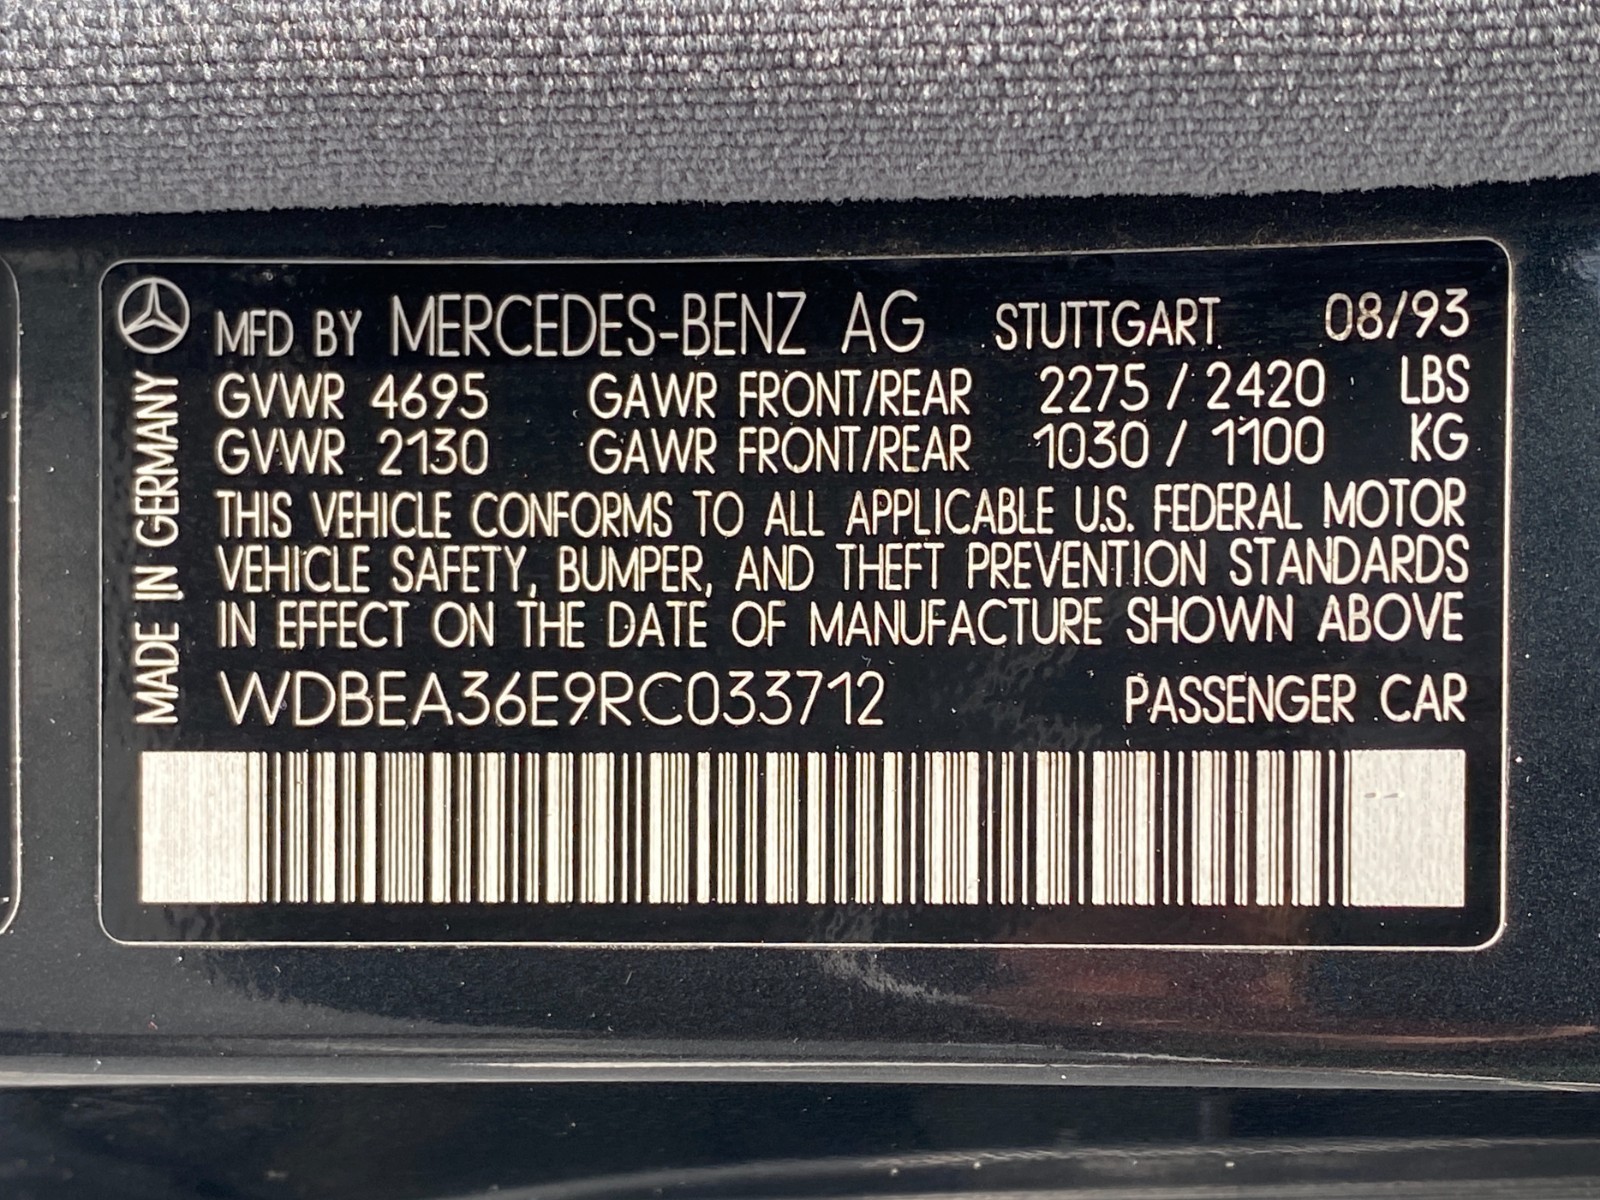 MFD BY MERCEDES-BENZ AG STUTTGART 08/93
GVWR 4695 GAWR FRONT/REAR 2275 / 2420 LBS
GVWR 2130 GAWR FRONT/REAR 1030 / 1100 KG
THIS VEHICLE CONFORMS TO ALL APPLICABLE U.S. FEDERAL MOTOR
VEHICLE SAFETY, BUMPER, AND THEFT PREVENTION STANDARDS
IN EFFECT ON THE DATE OF MANUFACTURE SHOWN ABOVE
WDBEA36E9RC033712 PASSENGER CAR
MADE IN GERMANY